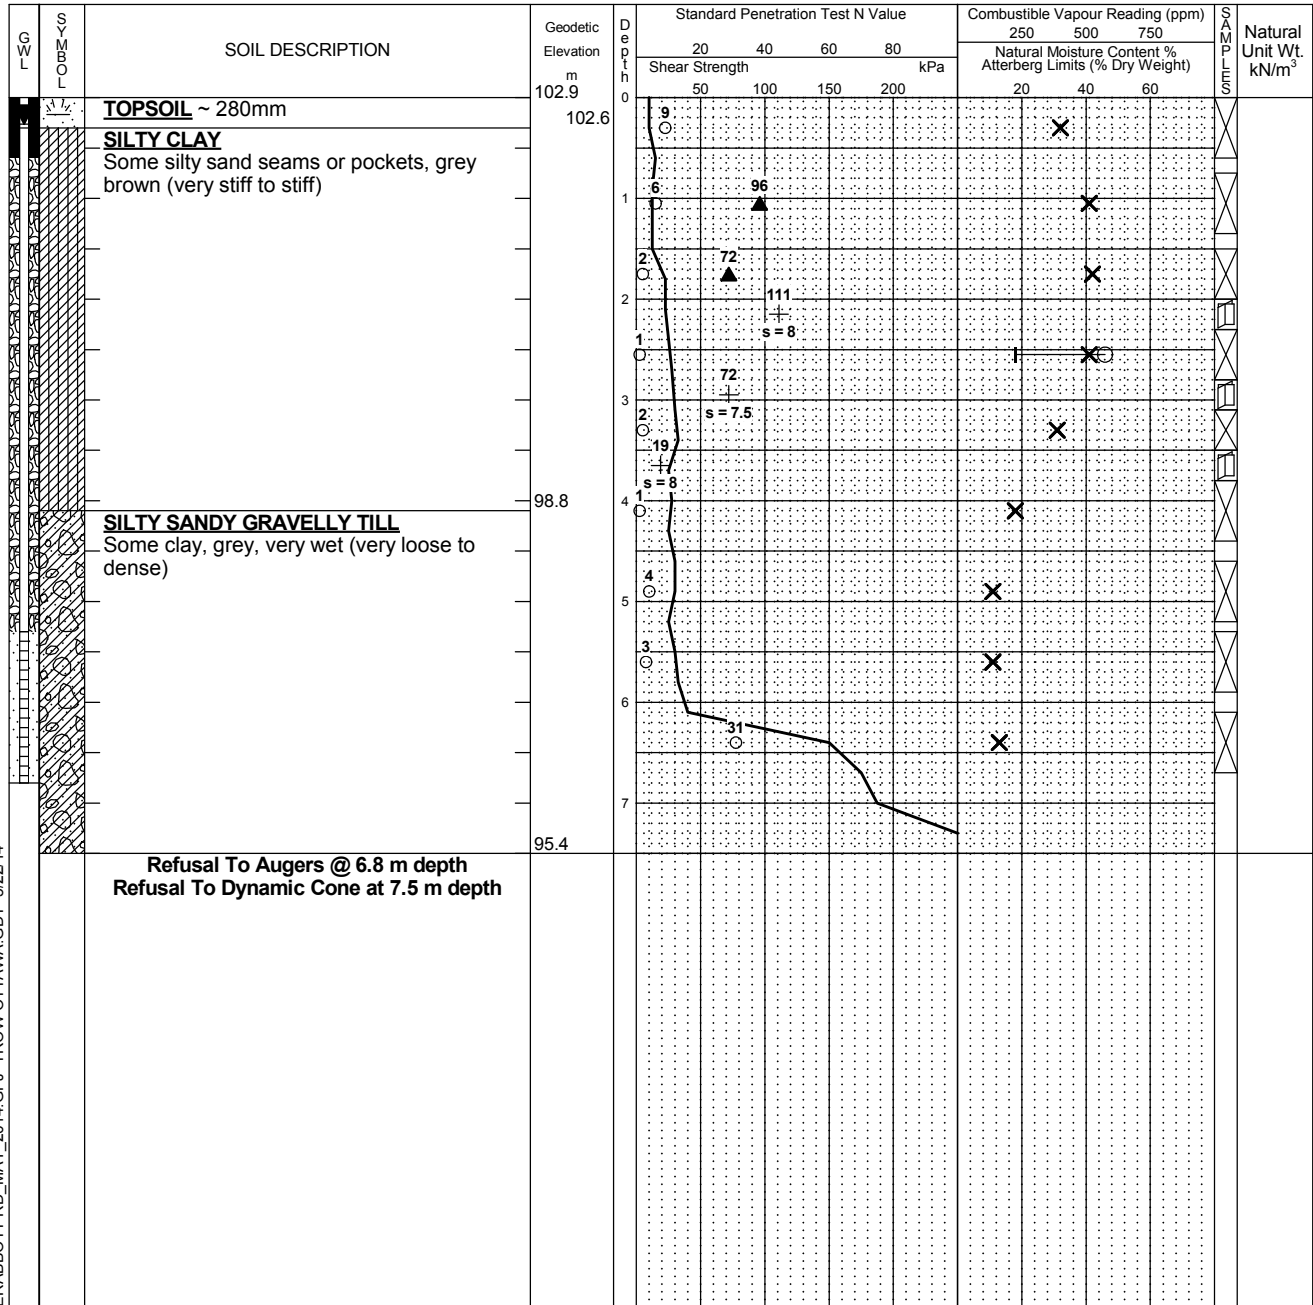 GWL
SYMBOL
SOIL DESCRIPTION
Geodetic
Elevation
m
102.9
Depth
Standard Penetration Test N Value
20 40 60 80
Shear Strength kPa
50 100 150 200
Combustible Vapour Reading (ppm)
250 500 750
Natural Moisture Content %
Atterberg Limits (% Dry Weight)
20 40 60
SAMPLES
Natural
Unit Wt.
kN/m³
0
TOPSOIL ~ 280mm
102.6
9
SILTY CLAY
Some silty sand seams or pockets, grey
brown (very stiff to stiff)
6 96
1
2 72
2
111
s = 8
1
72
s = 7.5
3
2
19
s = 8
98.8
4
1
SILTY SANDY GRAVELLY TILL
Some clay, grey, very wet (very loose to
dense)
4
5
3
6
31
7
95.4
Refusal To Augers @ 6.8 m depth
Refusal To Dynamic Cone at 7.5 m depth